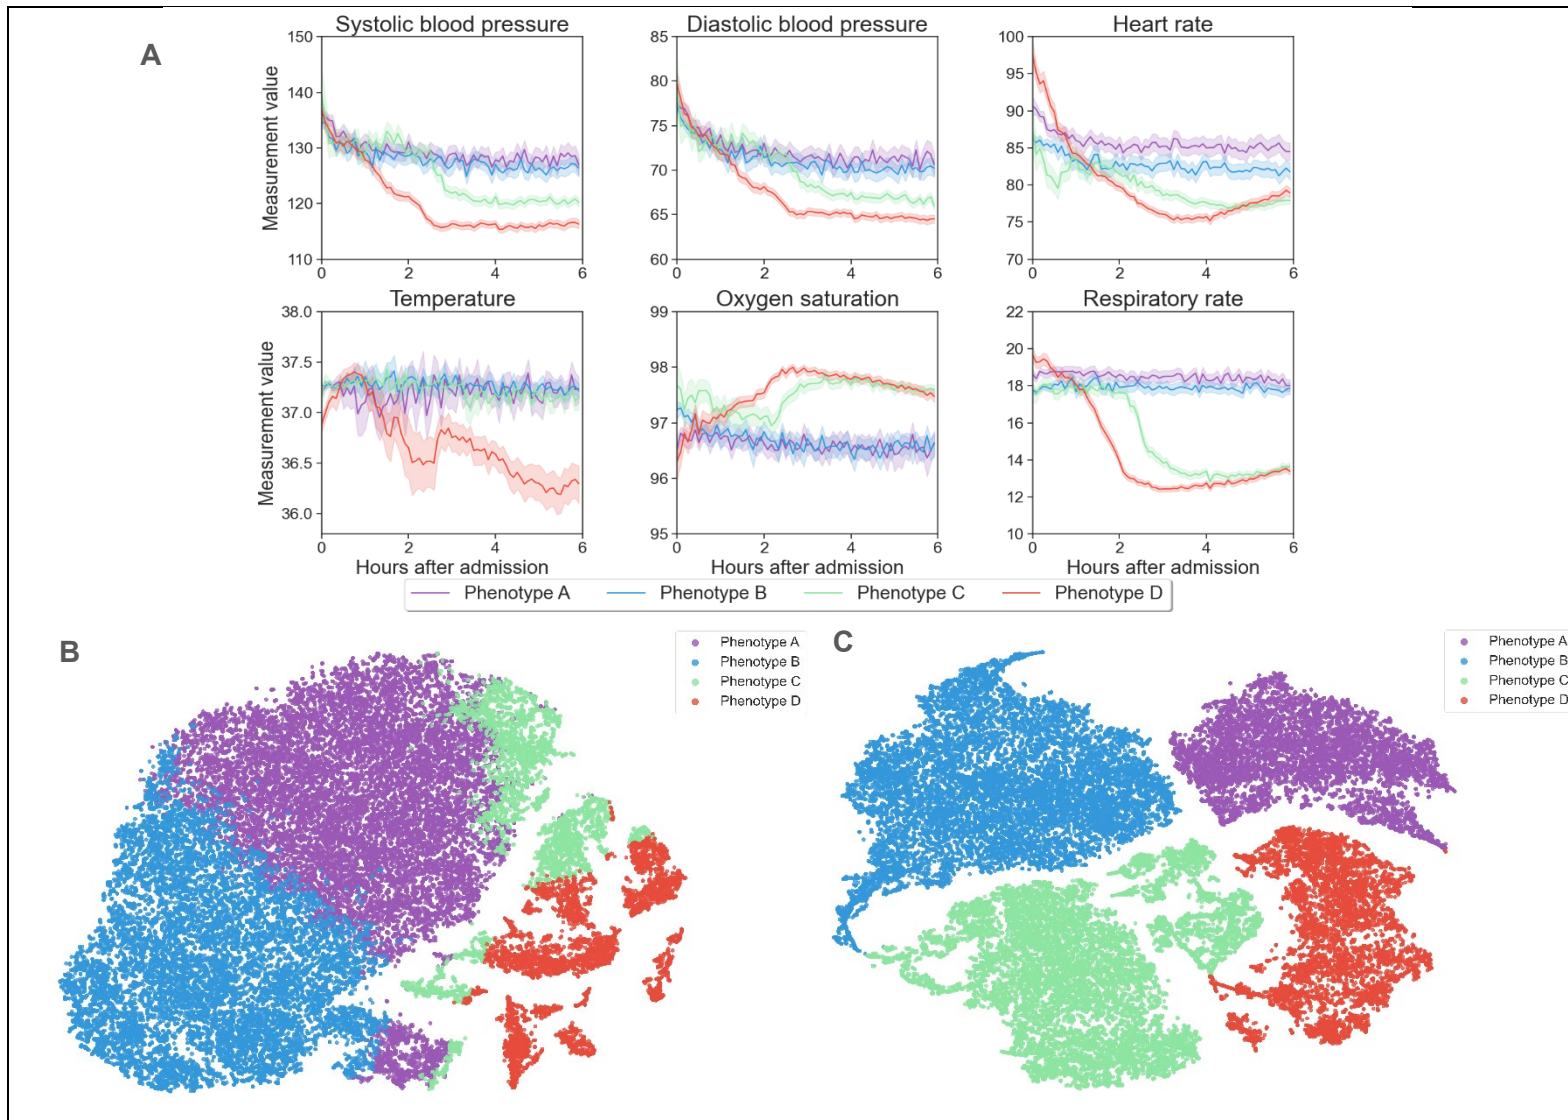 A
Systolic blood pressure
Diastolic blood pressure
Heart rate
Measurement value
150
140
130
120
110
0 2 4 6
85
80
75
70
65
60
0 2 4 6
100
95
90
85
80
75
70
0 2 4 6
Temperature
Oxygen saturation
Respiratory rate
Measurement value
38.0
37.5
37.0
36.5
36.0
0 2 4 6
99
98
97
96
95
0 2 4 6
22
20
18
16
14
12
10
0 2 4 6
Hours after admission
Hours after admission
Hours after admission
Phenotype A Phenotype B Phenotype C Phenotype D
B
Phenotype A
Phenotype B
Phenotype C
Phenotype D
C
Phenotype A
Phenotype B
Phenotype C
Phenotype D